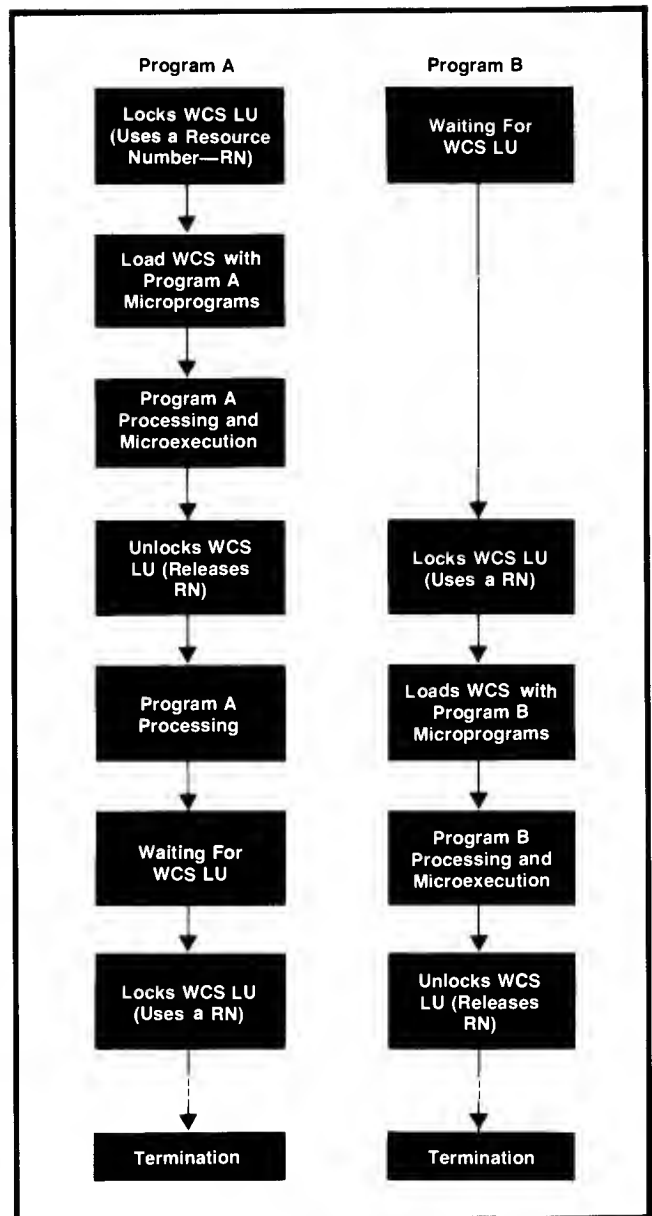 Program A
Locks WCS LU
(Uses a Resource
Number—RN)
Load WCS with
Program A
Microprograms
Program A
Processing and
Microexecution
Unlocks WCS
LU (Releases
RN)
Program A
Processing
Waiting For
WCS LU
Locks WCS LU
(Uses a RN)
Termination
Program B
Waiting For
WCS LU
Locks WCS LU
(Uses a RN)
Loads WCS with
Program B
Microprograms
Program B
Processing and
Microexecution
Unlocks WCS
LU (Releases
RN)
Termination